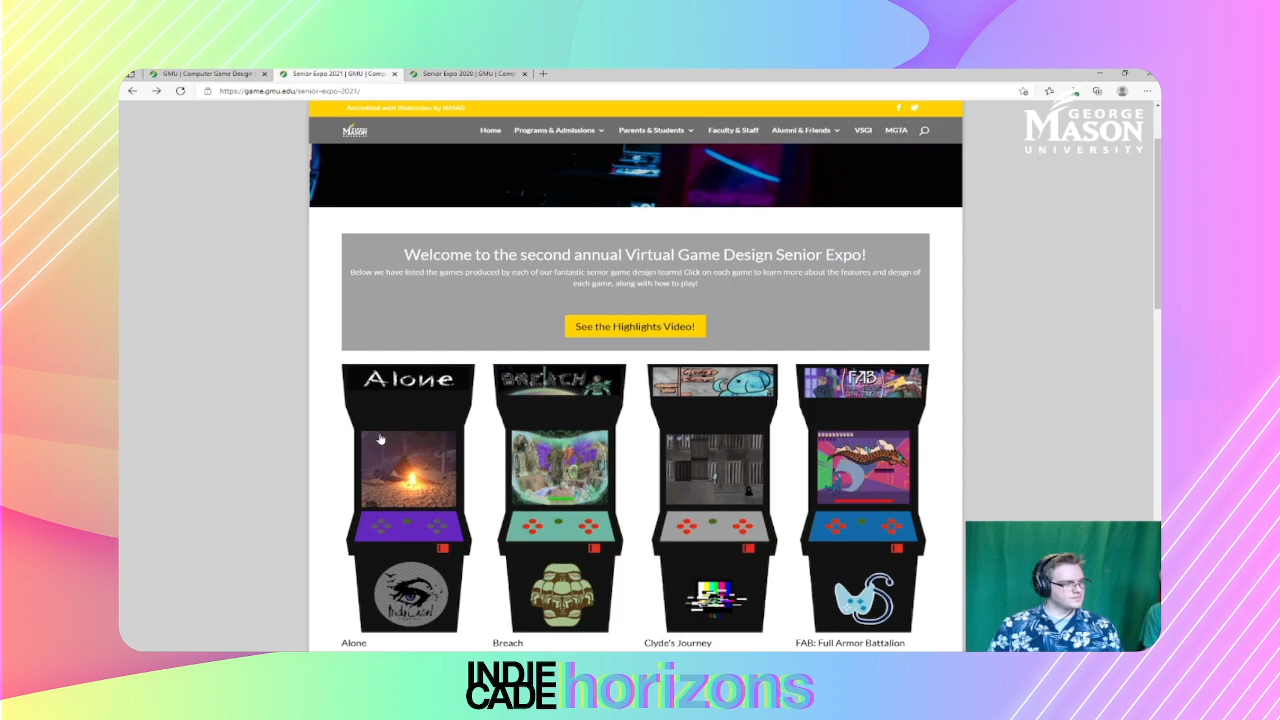 GMU | Computer Game Design
Senior Expo 2021 | GMU | Comp
Senior Expo 2020 | GMU | Comp
https://game.gmu.edu/senior-expo-2021/
Accredited with Distinction by NASAD
MASON
Home
Programs & Admissions
Parents & Students
Faculty & Staff
Alumni & Friends
VSGI
MGTA
GEORGE
MASON
UNIVERSITY
Welcome to the second annual Virtual Game Design Senior Expo!
Below we have listed the games produced by each of our fantastic senior game design teams! Click on each game to learn more about the features and design of
each game, along with how to play!
See the Highlights Video!
Alone
BREACH
FAB
Alone
Breach
Clyde's Journey
FAB: Full Armor Battalion
INDIE
CADE
horizons